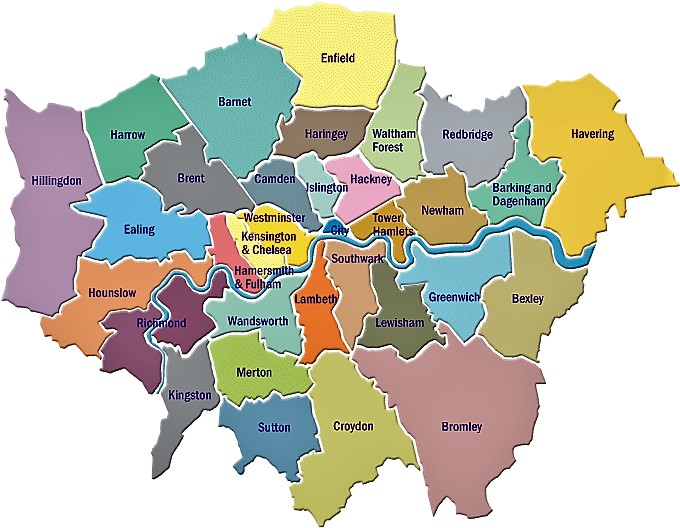 Enfield
Barnet
Harrow
Haringey
Waltham
Forest
Redbridge
Havering
Hillingdon
Brent
Camden
Islington
Hackney
Barking and
Dagenham
Ealing
Westminster
Kensington
& Chelsea
City
Tower
Hamlets
Newham
Southwark
Hamersmith
& Fulham
Hounslow
Richmond
Wandsworth
Lambeth
Lewisham
Greenwich
Bexley
Merton
Kingston
Sutton
Croydon
Bromley